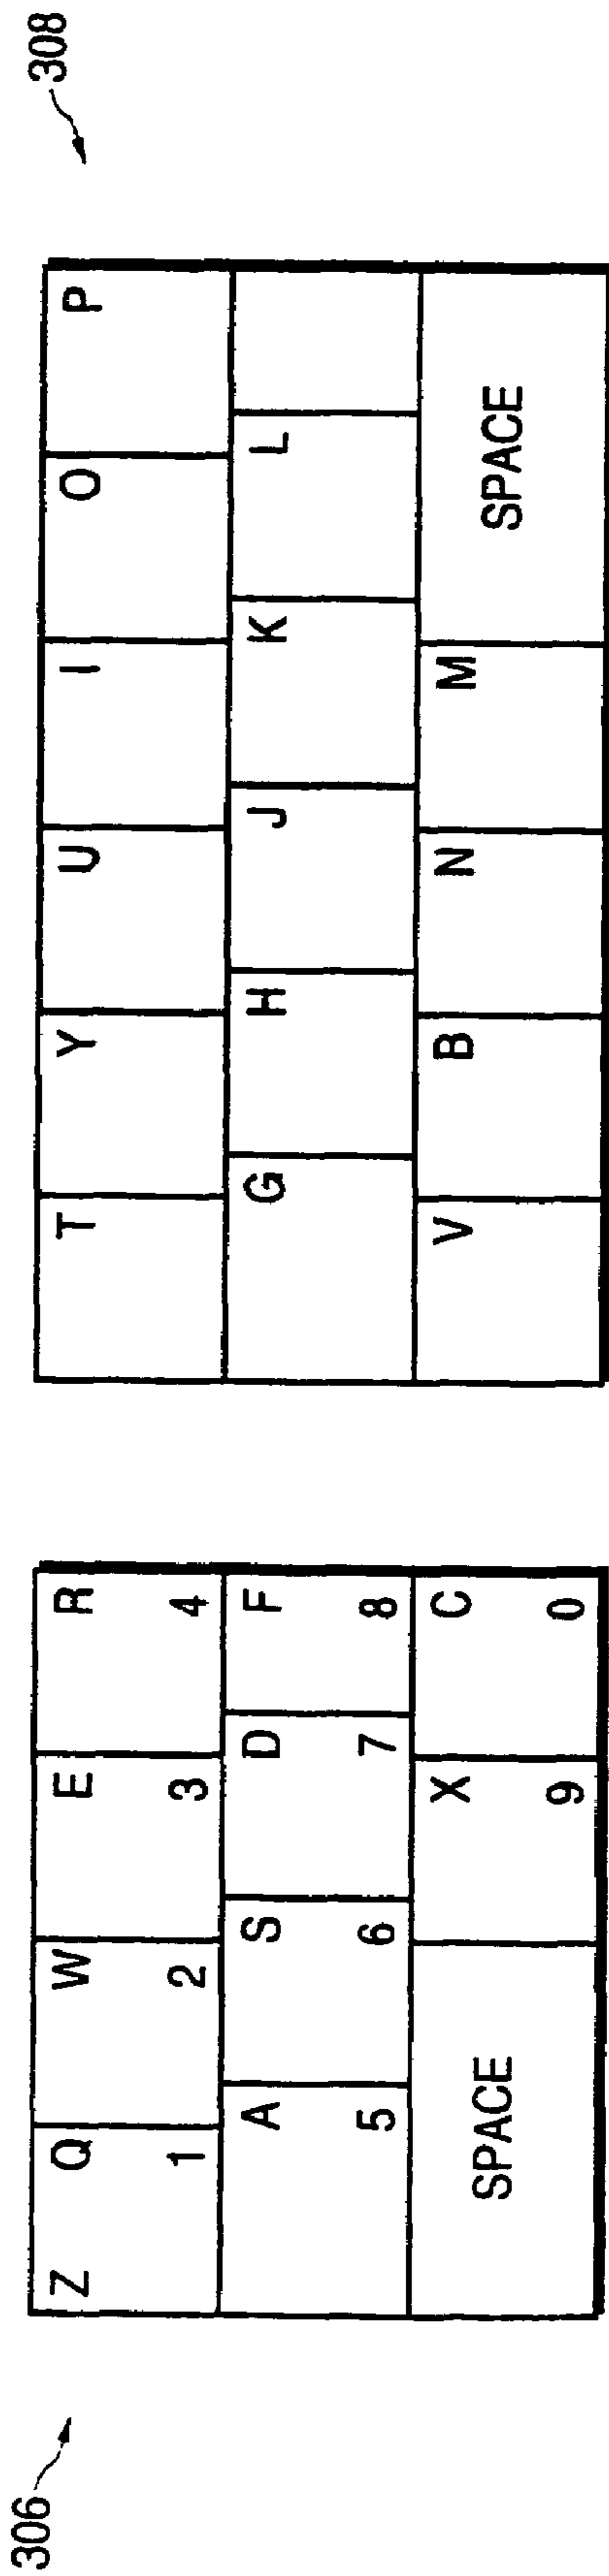 306
Z Q W E R
1 2 3 4
A S D F
5 6 7 8
SPACE X C
9 0
308
T Y U I O P
G H J K L
V B N M SPACE